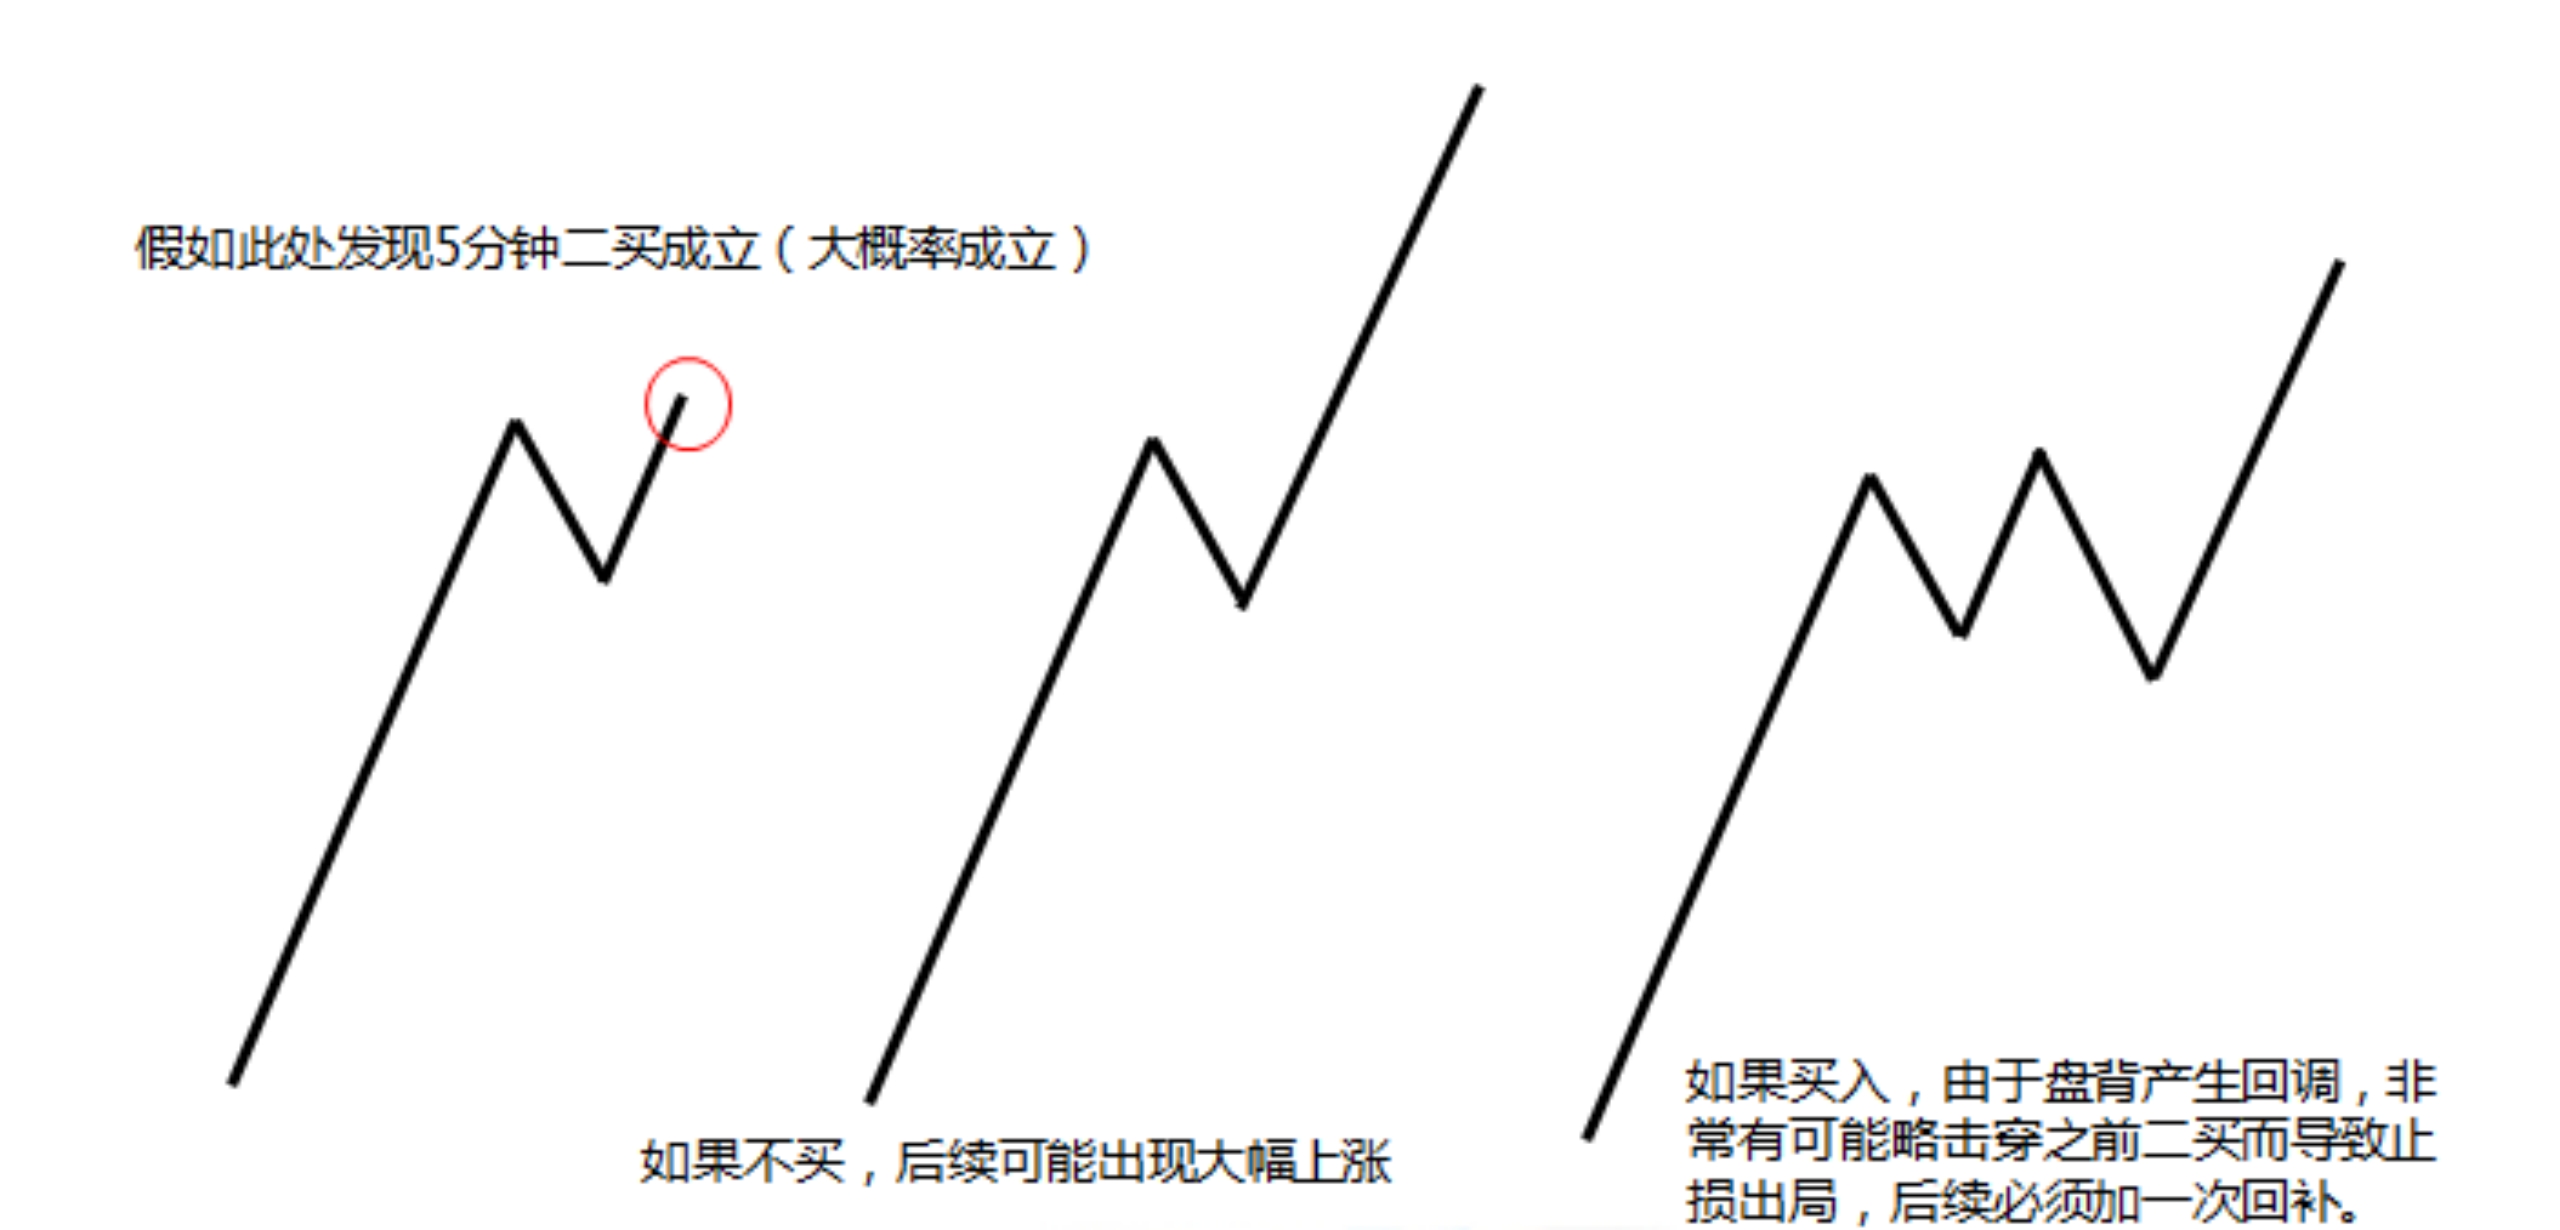 假如此处发现5分钟二买成立（大概率成立）
如果不买，后续可能出现大幅上涨
如果买入，由于盘背产生回调，非
常有可能略击穿之前二买而导致止
损出局，后续必须加一次回补。